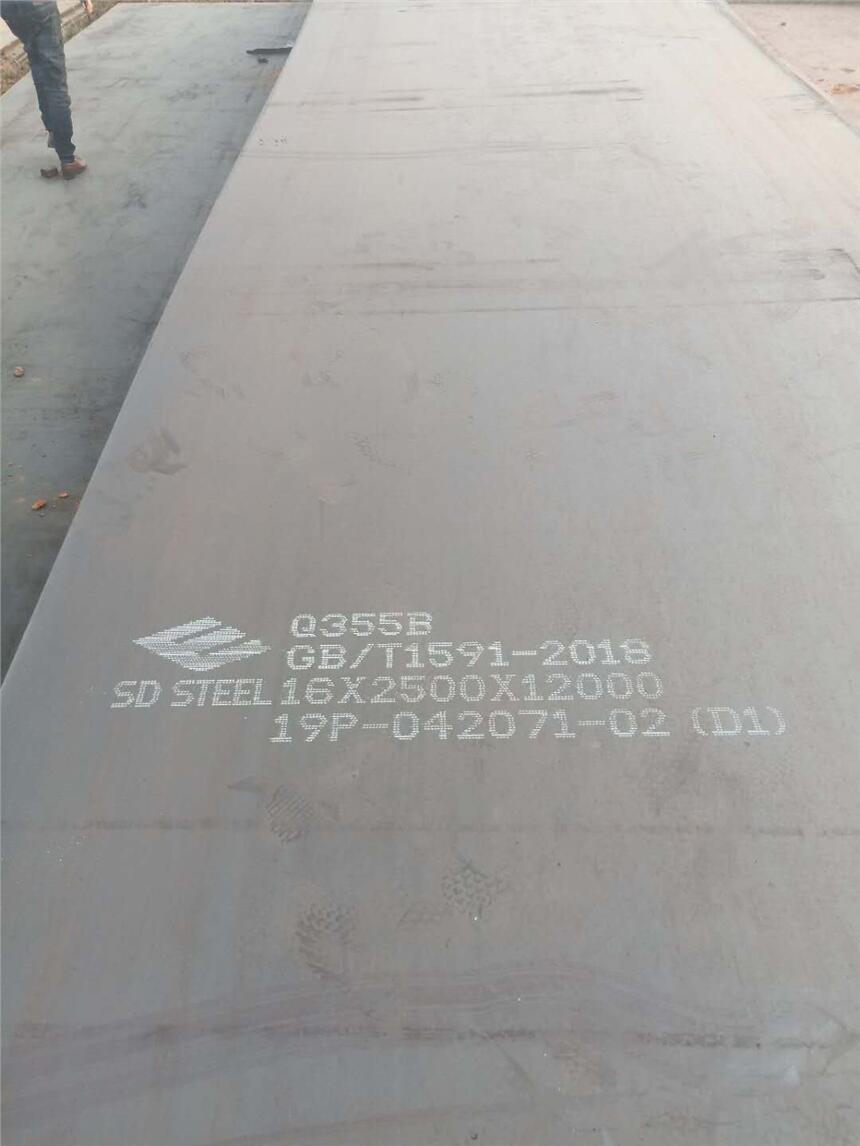 Q355B
GB/T1591-2018
SD STEEL 16X2500X12000
19P-042071-02 (D1)